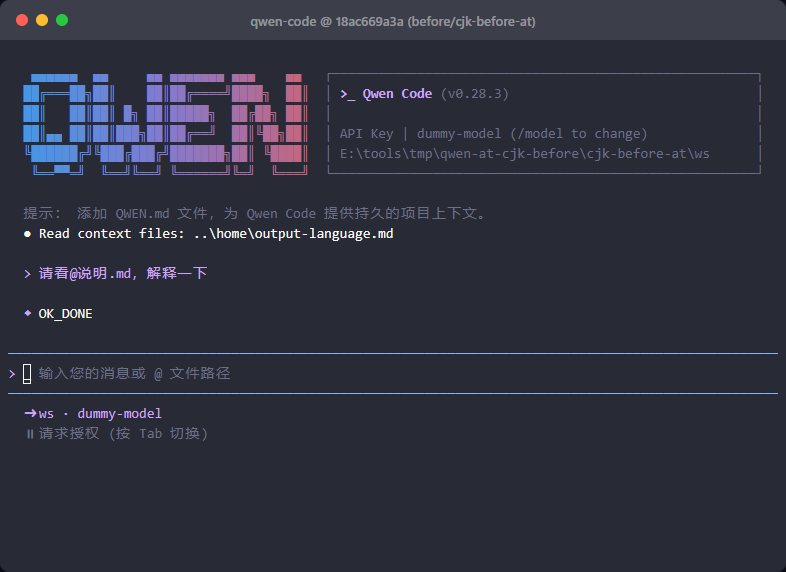 qwen-code @ 18ac669a3a (before/cjk-before-at)
QWEN
>_ Qwen Code (v0.28.3)
API Key | dummy-model (/model to change)
E:\tools\tmp\qwen-at-cjk-before\cjk-before-at\ws
提示: 添加 QWEN.md 文件, 为 Qwen Code 提供持久的项目上下文。
● Read context files: ..\home\output-language.md
> 请看@说明.md, 解释一下
◆ OK_DONE
> 输入您的消息或 @ 文件路径
➜ws · dummy-model
⏸请求授权 (按 Tab 切换)